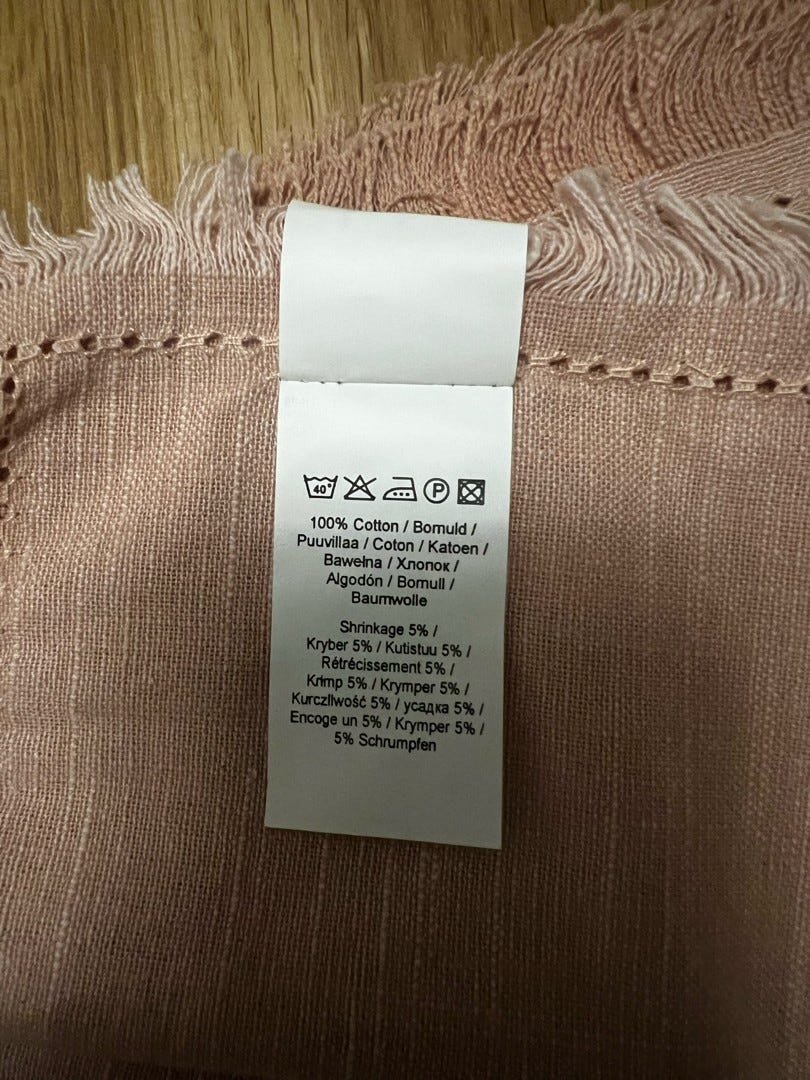 40°
P
100% Cotton / Bomuld /
Puuvillaa / Coton / Katoen /
Bawełna / Хлопок /
Algodón / Bomull /
Baumwolle
Shrinkage 5% /
Kryber 5% / Kutistuu 5% /
Rétrécissement 5% /
Krimp 5% / Krymper 5% /
Kurczliwość 5% / усадка 5% /
Encoge un 5% / Krymper 5% /
5% Schrumpfen